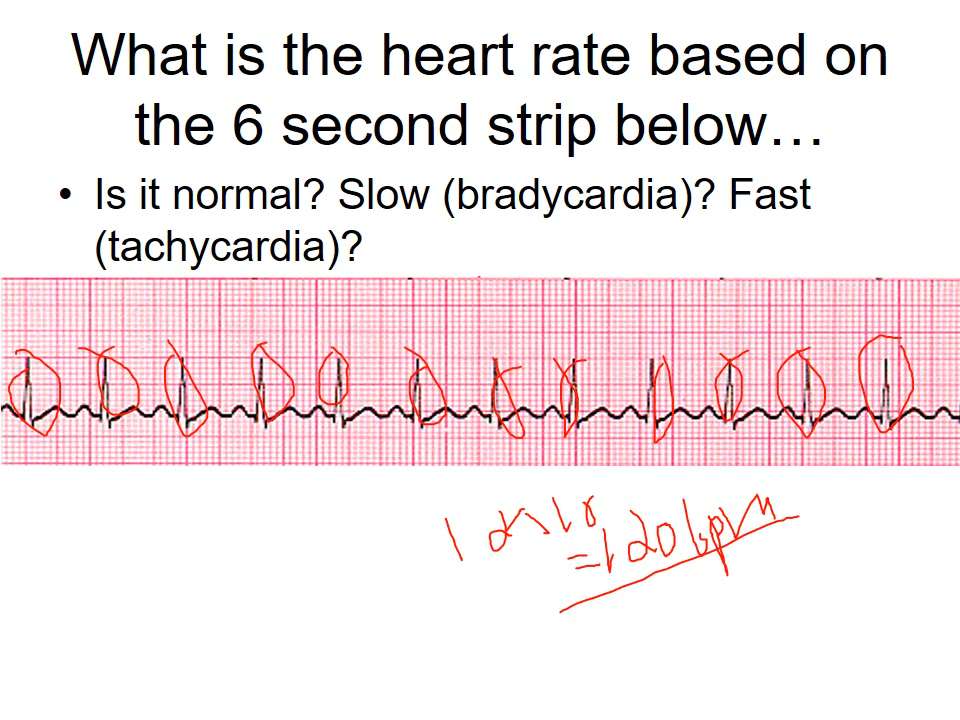 What is the heart rate based on
the 6 second strip below…
• Is it normal? Slow (bradycardia)? Fast
(tachycardia)?
12x10
=120bpm